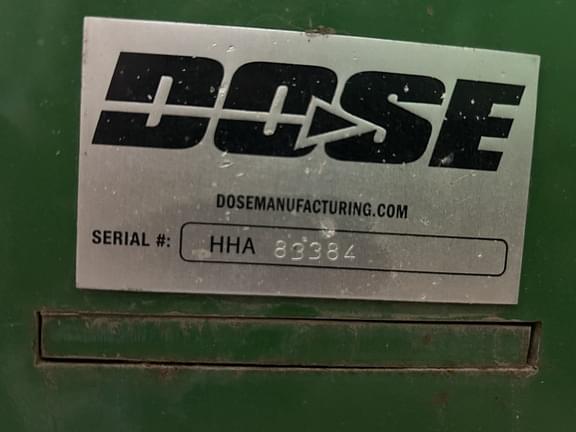 DOSE
DOSEMANUFACTURING.COM
SERIAL #: HHA 83384